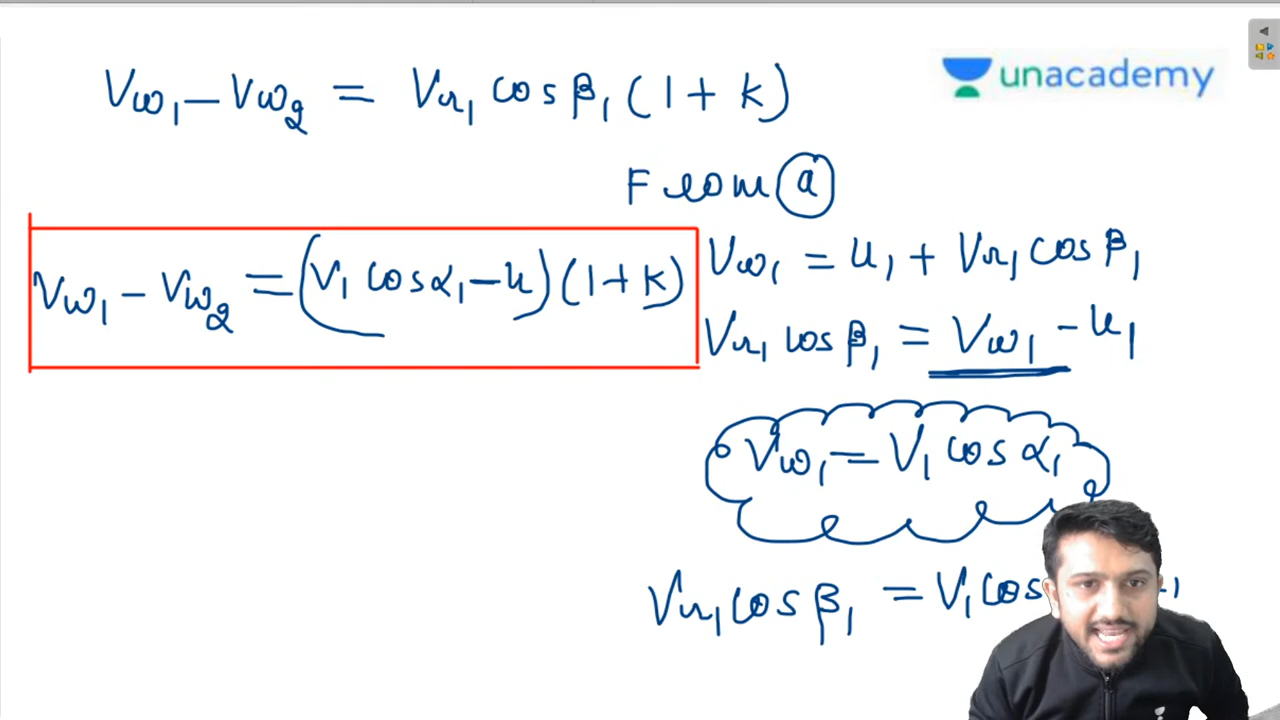 Vw₁ - Vw₂ = Vr₁ cos β₁ (1 + k)
unacademy
From (a)
Vw₁ = u₁ + Vr₁ cos β₁
Vw₁ - Vw₂ = (V₁ cos α₁ - u) (1 + k)
Vr₁ cos β₁ = Vw₁ - u₁
Vw₁ = V₁ cos α₁
Vr₁ cos β₁ = V₁ cos